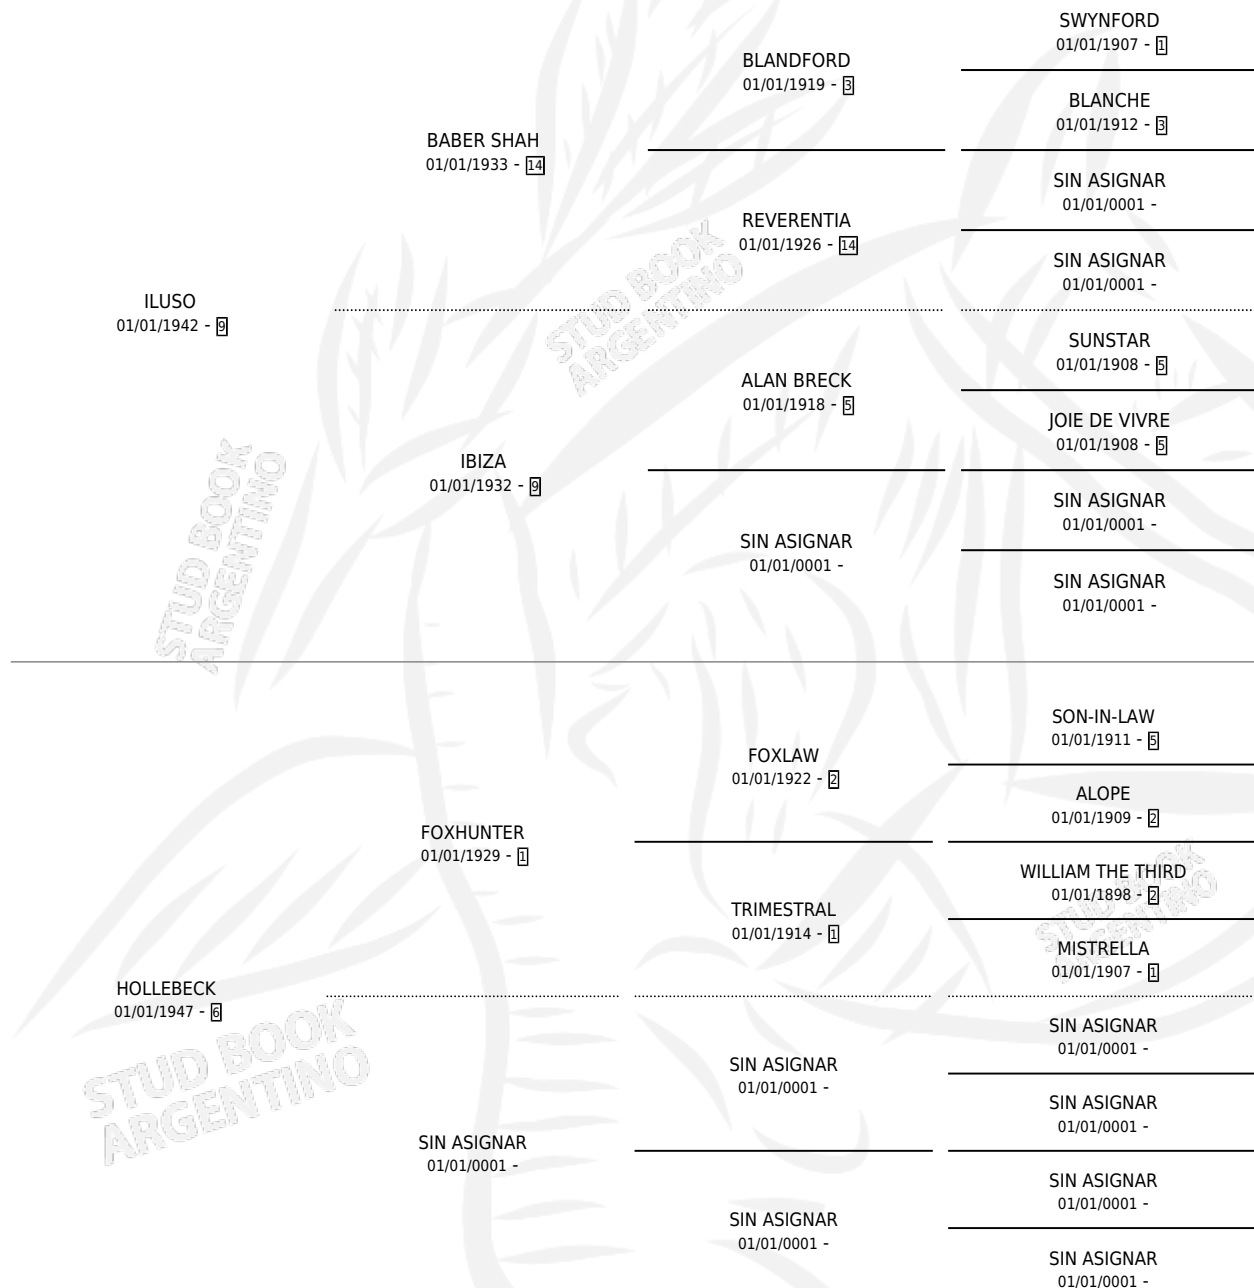 SWYNFORD
01/01/1907 - 1
BLANDFORD
01/01/1919 - 3
BLANCHE
01/01/1912 - 3
BABER SHAH
01/01/1933 - 14
SIN ASIGNAR
01/01/0001 -
REVERENTIA
01/01/1926 - 14
SIN ASIGNAR
01/01/0001 -
ILUSO
01/01/1942 - 9
STUD BOOK
ARGENTINO
SUNSTAR
01/01/1908 - 5
ALAN BRECK
01/01/1918 - 5
JOIE DE VIVRE
01/01/1908 - 5
IBIZA
01/01/1932 - 9
SIN ASIGNAR
01/01/0001 -
SIN ASIGNAR
01/01/0001 -
SIN ASIGNAR
01/01/0001 -
STUD BOOK
ARGENTINO
SON-IN-LAW
01/01/1911 - 5
FOXLAW
01/01/1922 - 2
ALOPE
01/01/1909 - 2
FOXHUNTER
01/01/1929 - 1
WILLIAM THE THIRD
01/01/1898 - 2
STUD BOOK
ARGENTINO
TRIMESTRAL
01/01/1914 - 1
MISTRELLA
01/01/1907 - 1
HOLLEBECK
01/01/1947 - 6
STUD BOOK
ARGENTINO
SIN ASIGNAR
01/01/0001 -
SIN ASIGNAR
01/01/0001 -
SIN ASIGNAR
01/01/0001 -
SIN ASIGNAR
01/01/0001 -
SIN ASIGNAR
01/01/0001 -
SIN ASIGNAR
01/01/0001 -
SIN ASIGNAR
01/01/0001 -